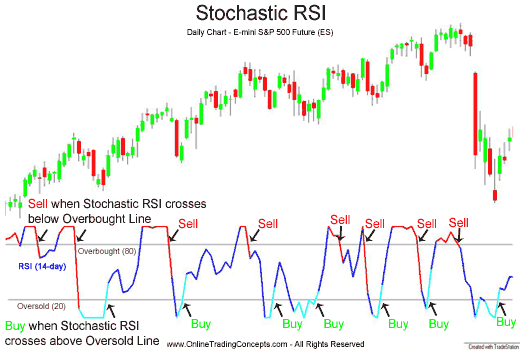 Stochastic RSI
Daily Chart - E-mini S&P 500 Future (ES)
Sell when Stochastic RSI crosses
below Overbought Line
Sell
Sell
Sell
Sell
Sell
Sell
Overbought (80)
RSI (14-day)
Oversold (20)
Buy when Stochastic RSI
crosses above Oversold Line
Buy
Buy
Buy
Buy
Buy
Buy
www.OnlineTradingConcepts.com - All Rights Reserved
Created with TradeStation